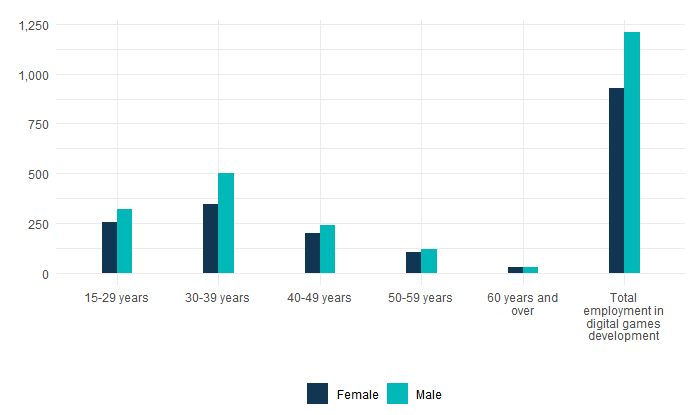 1,250
1,000
750
500
250
0
15-29 years
30-39 years
40-49 years
50-59 years
60 years and
over
Total
employment in
digital games
development
Female
Male